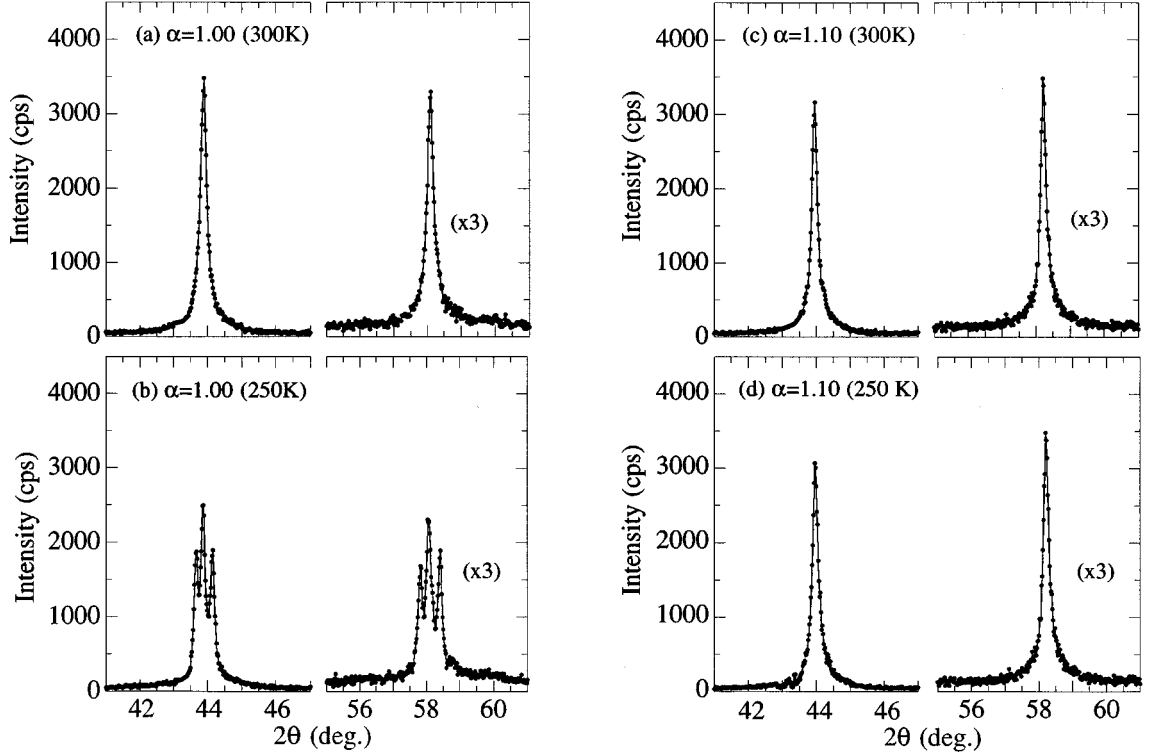 (a) α=1.00 (300K)
4000
3000
2000
1000
0
Intensity (cps)
(x3)
(b) α=1.00 (250K)
4000
3000
2000
1000
0
Intensity (cps)
(x3)
42 44 46 56 58 60
2θ (deg.)
(c) α=1.10 (300K)
4000
3000
2000
1000
0
Intensity (cps)
(x3)
(d) α=1.10 (250 K)
4000
3000
2000
1000
0
Intensity (cps)
(x3)
42 44 46 56 58 60
2θ (deg.)